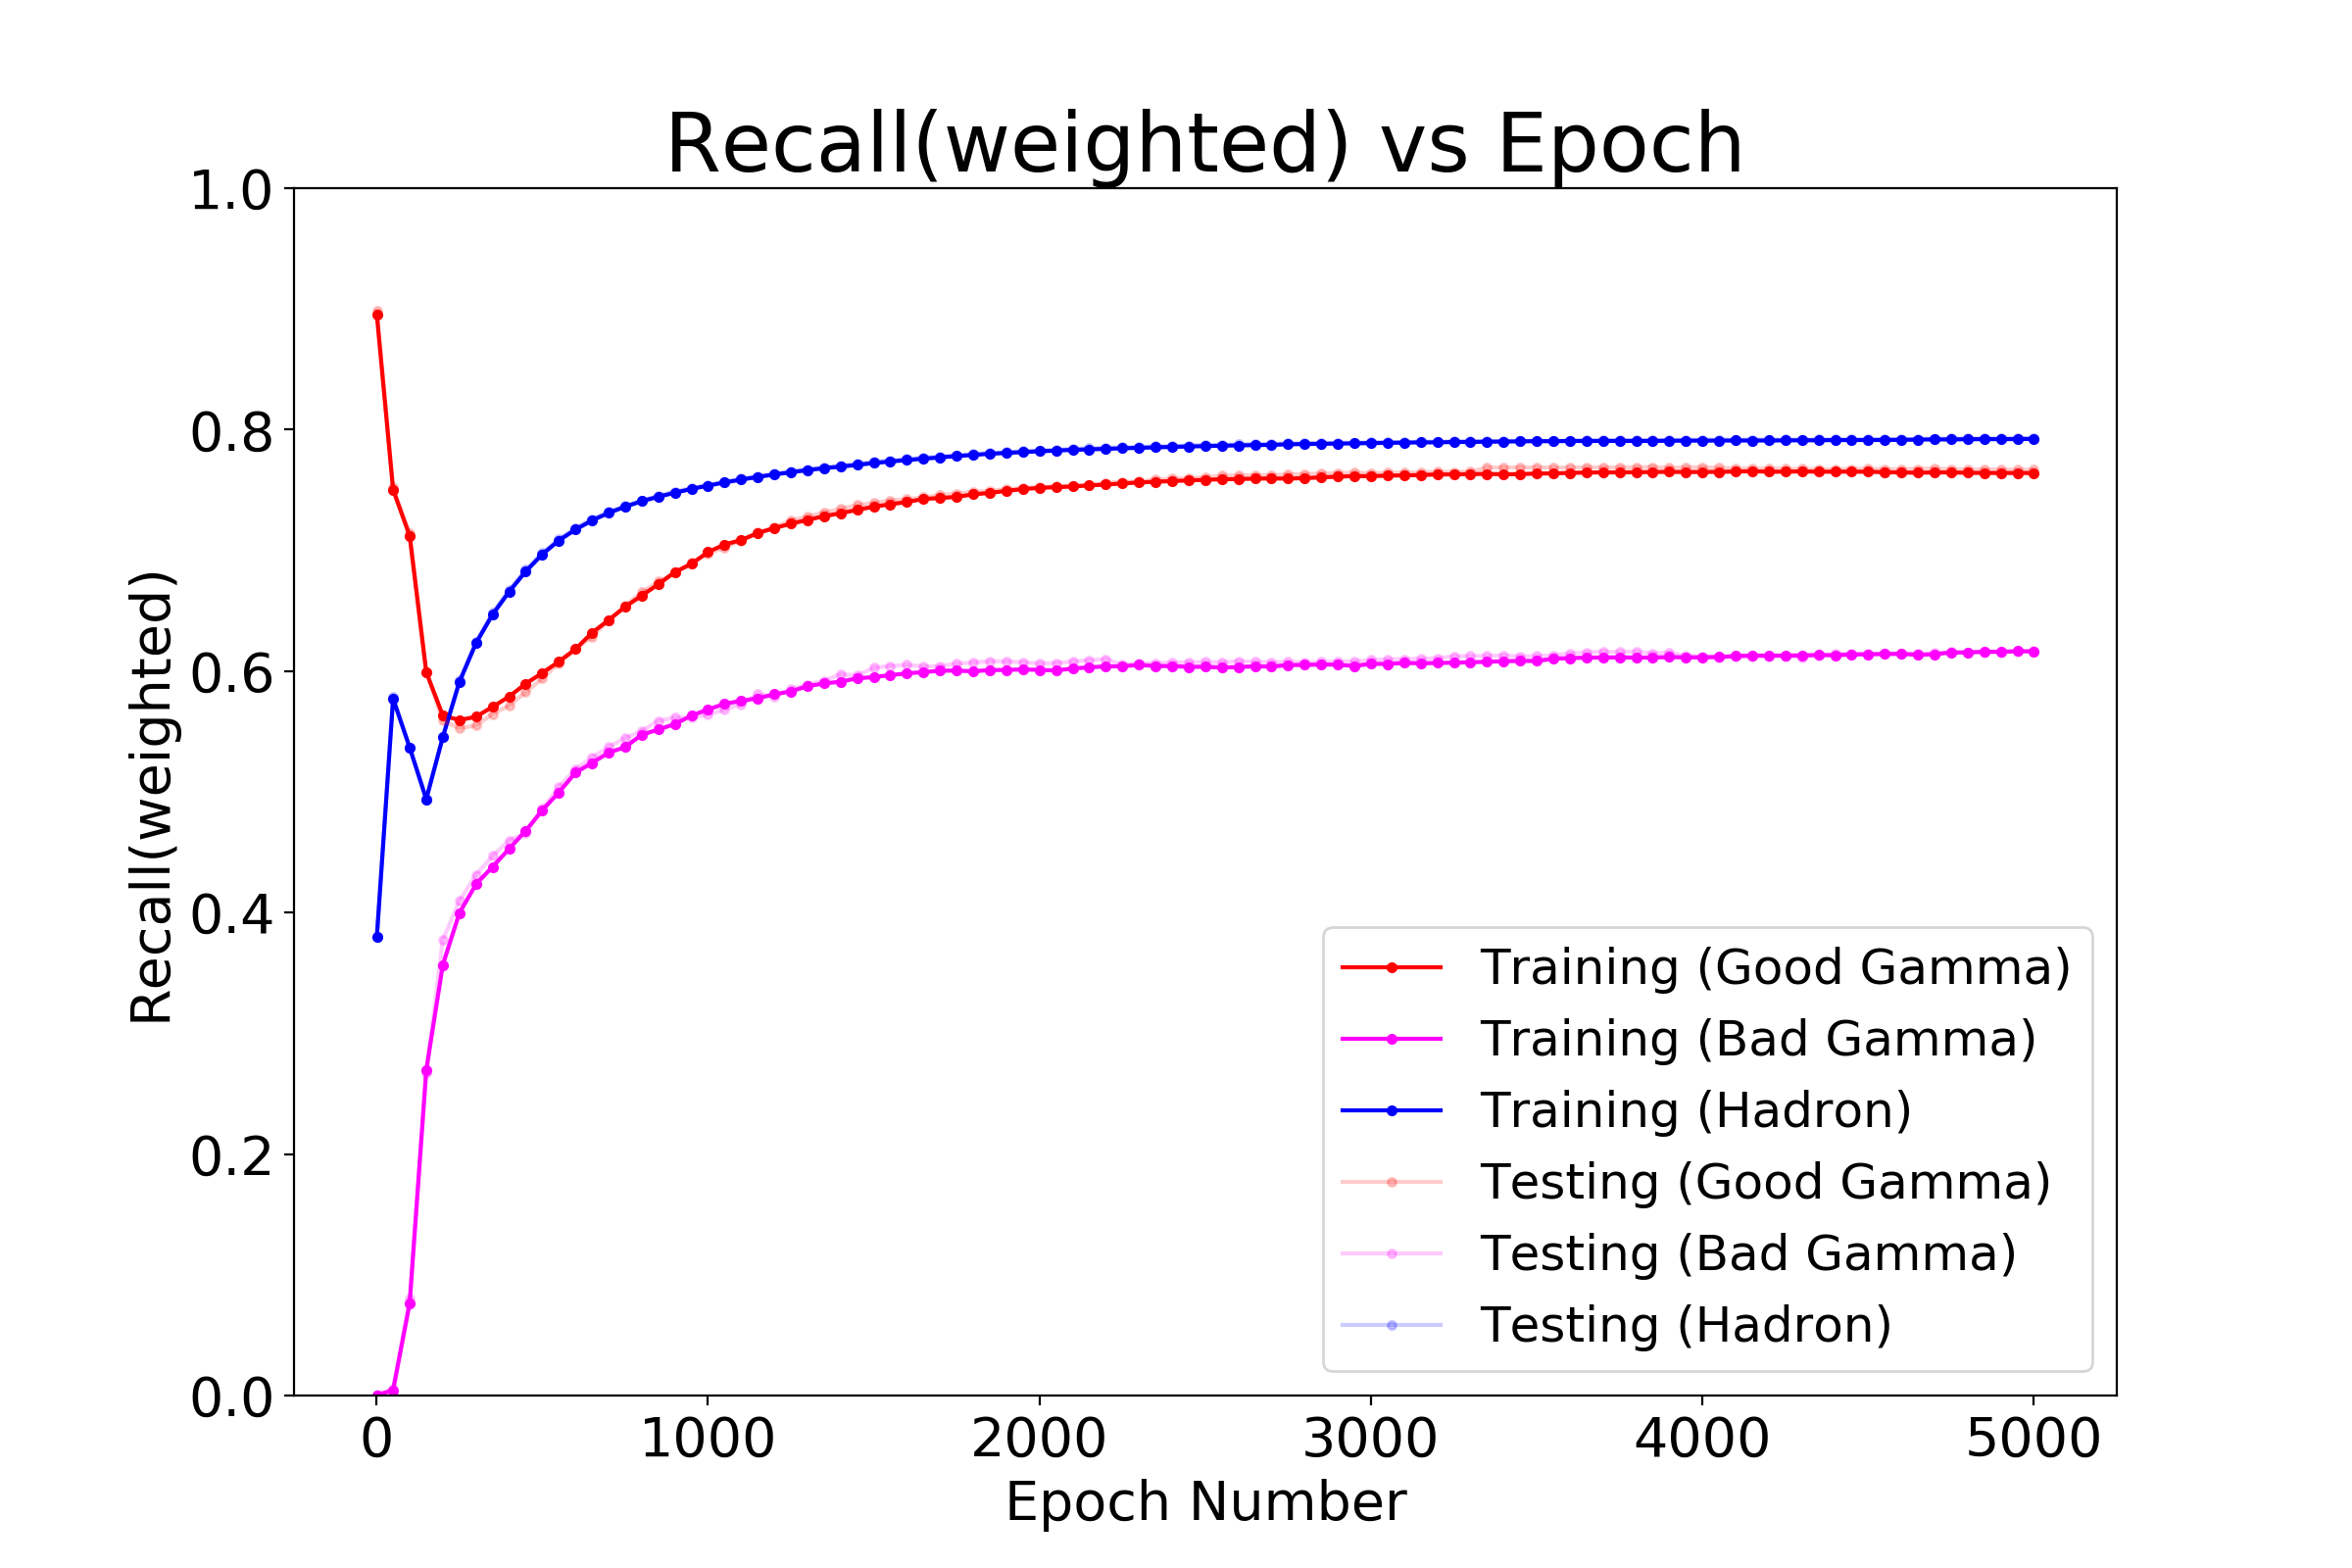 Recall(weighted) vs Epoch
1.0
0.8
0.6
0.4
0.2
0.0
Recall(weighted)
0 1000 2000 3000 4000 5000
Epoch Number
Training (Good Gamma)
Training (Bad Gamma)
Training (Hadron)
Testing (Good Gamma)
Testing (Bad Gamma)
Testing (Hadron)